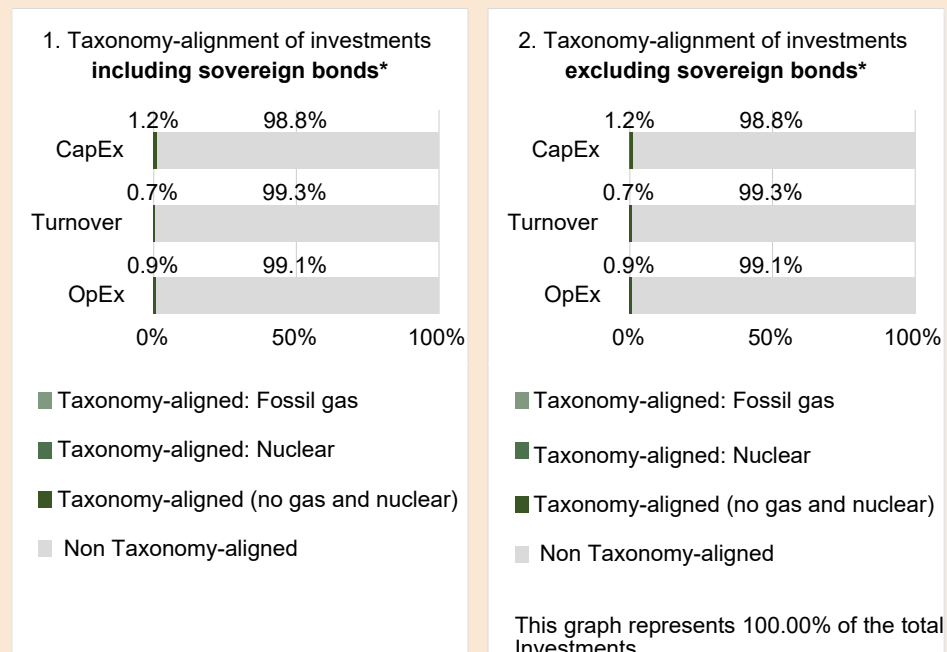 1. Taxonomy-alignment of investments
including sovereign bonds*
1.2% 98.8%
CapEx
0.7% 99.3%
Turnover
0.9% 99.1%
OpEx
0% 50% 100%
Taxonomy-aligned: Fossil gas
Taxonomy-aligned: Nuclear
Taxonomy-aligned (no gas and nuclear)
Non Taxonomy-aligned
2. Taxonomy-alignment of investments
excluding sovereign bonds*
1.2% 98.8%
CapEx
0.7% 99.3%
Turnover
0.9% 99.1%
OpEx
0% 50% 100%
Taxonomy-aligned: Fossil gas
Taxonomy-aligned: Nuclear
Taxonomy-aligned (no gas and nuclear)
Non Taxonomy-aligned
This graph represents 100.00% of the total
Investments